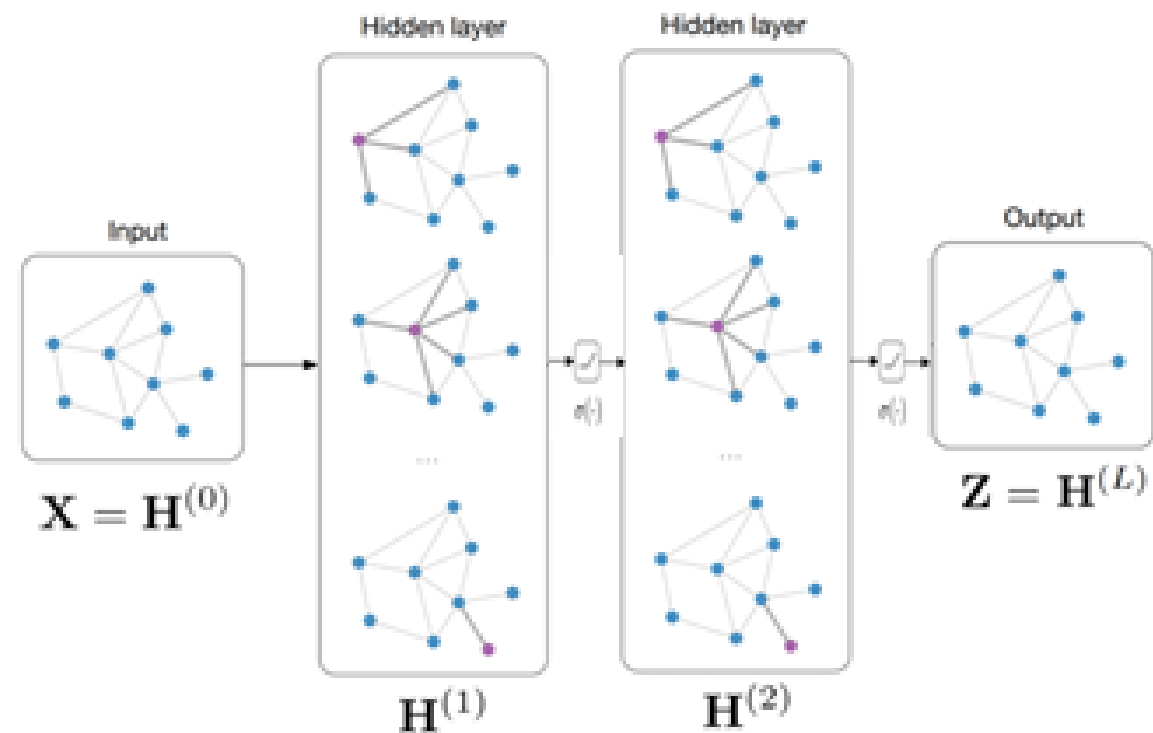 Hidden layer
Hidden layer
Input
Output
...
...
X = H^(0)
Z = H^(L)
H^(1)
H^(2)